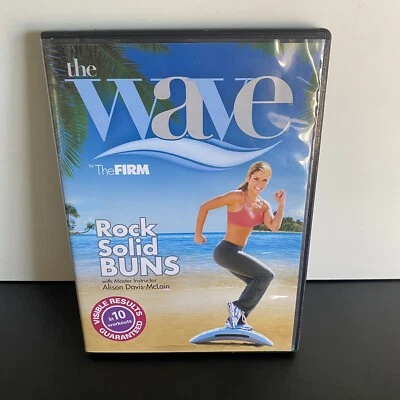 the
wave
by TheFIRM
Rock
Solid
BUNS
with Master Instructor
Alison Davis-McLain
VISIBLE RESULTS
in 10
workouts
GUARANTEED